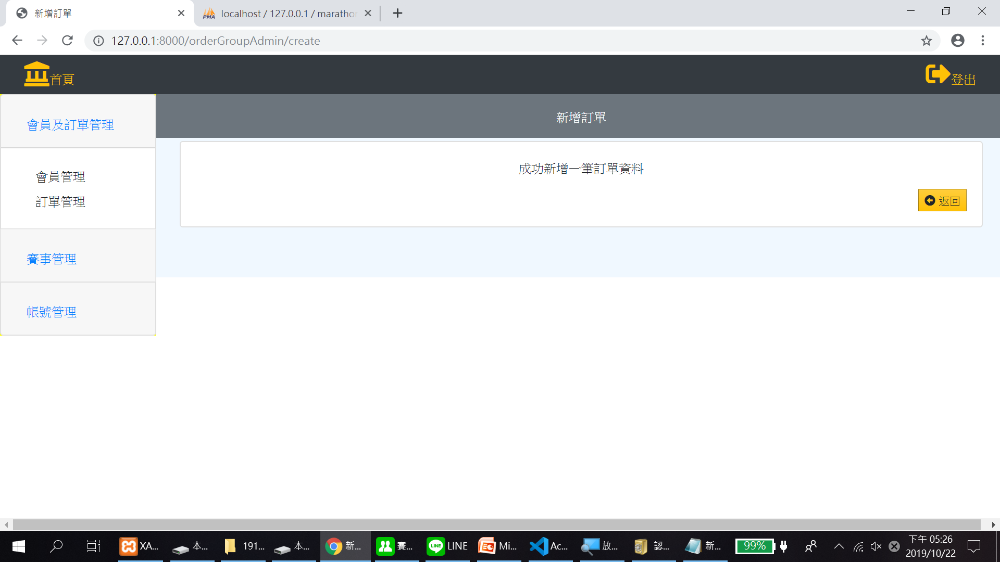 新增訂單
localhost / 127.0.0.1 / marathon
127.0.0.1:8000/orderGroupAdmin/create
首頁
登出
會員及訂單管理
新增訂單
成功新增一筆訂單資料
會員管理
返回
訂單管理
賽事管理
帳號管理
XA...
本...
191...
本...
新...
賽...
LINE
Mi...
Ac...
放...
認...
新...
99%
下午 05:26
2019/10/22